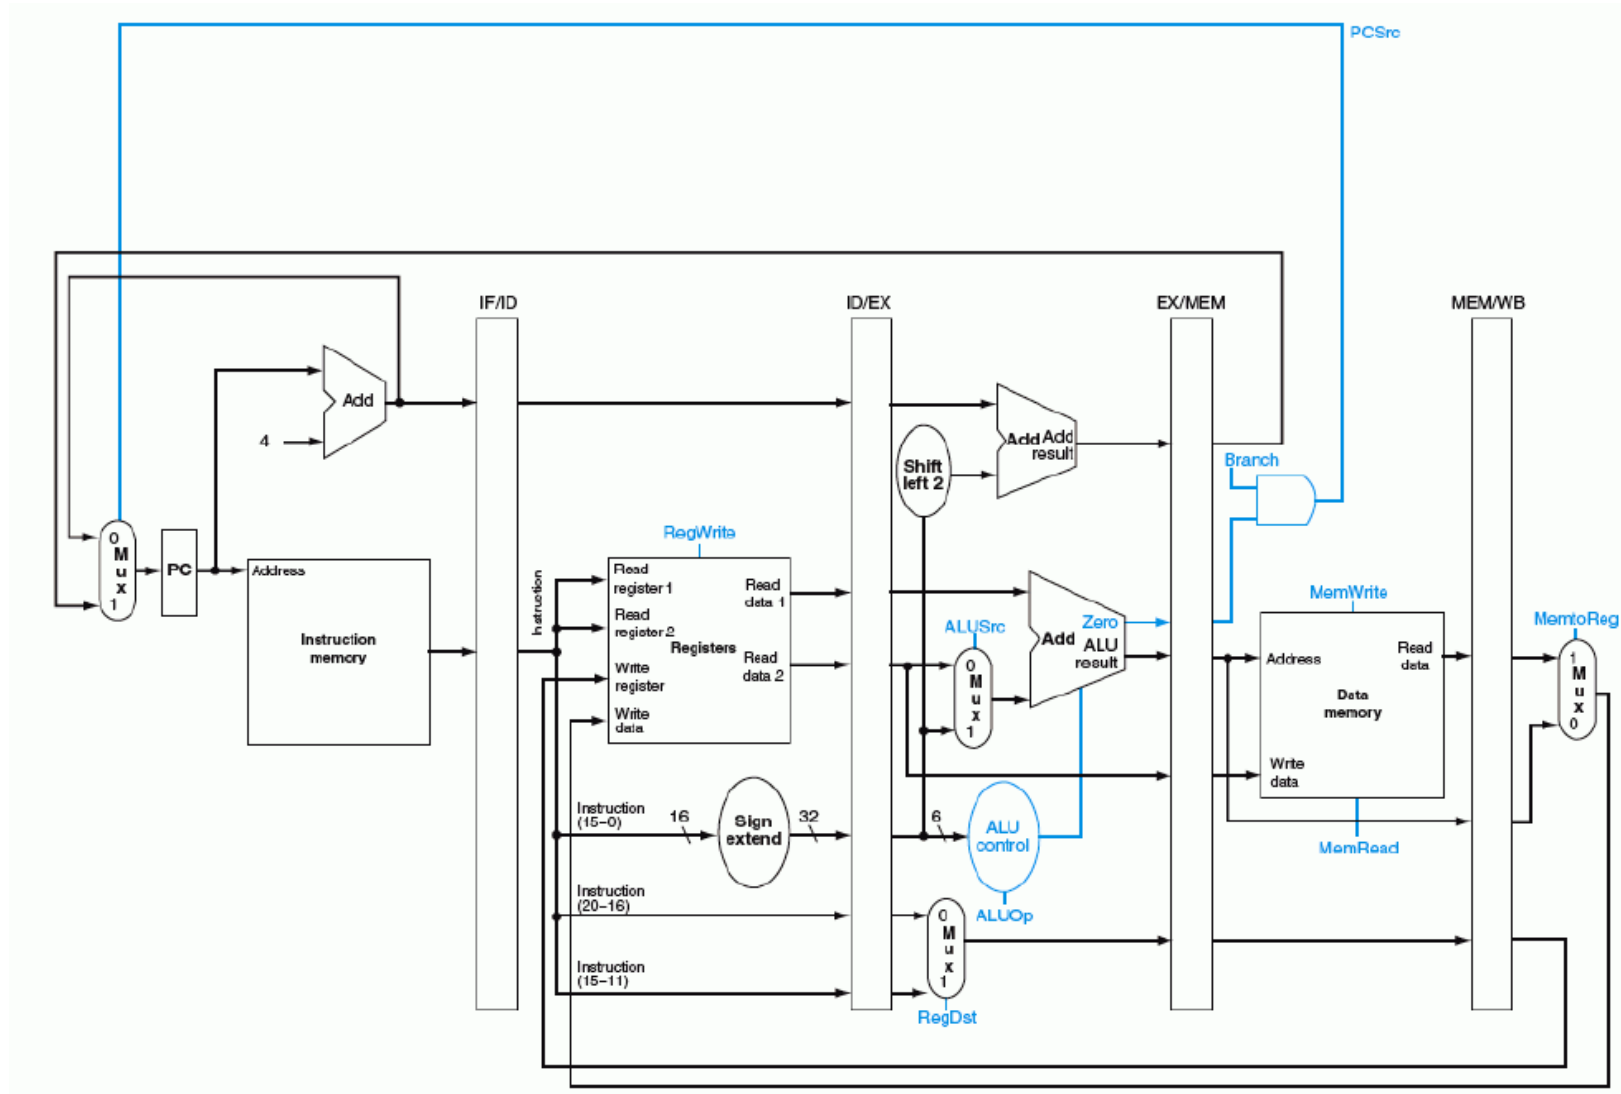 PCSrc
IF/ID
ID/EX
EX/MEM
MEM/WB
Add
4
Shift
left 2
Add Add
result
Branch
0
M
u
x
1
PC
Address
Instruction
memory
Instruction
RegWrite
Read
register 1
Read
register 2
Registers
Write
register
Write
data
Read
data 1
Read
data 2
ALUSrc
0
M
u
x
1
Zero
Add
ALU
result
MemWrite
Address
Read
data
Data
memory
Write
data
MemRead
MemtoReg
1
M
u
x
0
Instruction
(15–0)
16
Sign
extend
32
6
ALU
control
ALUOp
Instruction
(20–16)
Instruction
(15–11)
0
M
u
x
1
RegDst